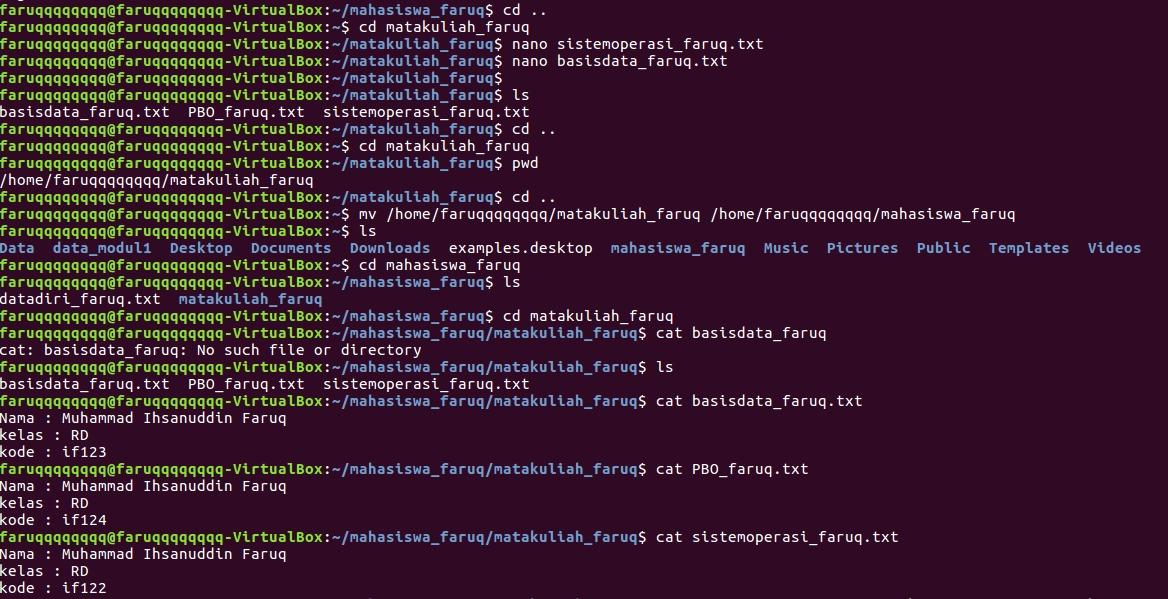 faruqqqqqqqq@faruqqqqqqqq-VirtualBox:~/mahasiswa_faruq$ cd ..
faruqqqqqqqq@faruqqqqqqqq-VirtualBox:~$ cd matakuliah_faruq
faruqqqqqqqq@faruqqqqqqqq-VirtualBox:~/matakuliah_faruq$ nano sistemoperasi_faruq.txt
faruqqqqqqqq@faruqqqqqqqq-VirtualBox:~/matakuliah_faruq$ nano basisdata_faruq.txt
faruqqqqqqqq@faruqqqqqqqq-VirtualBox:~/matakuliah_faruq$
faruqqqqqqqq@faruqqqqqqqq-VirtualBox:~/matakuliah_faruq$ ls
basisdata_faruq.txt  PBO_faruq.txt  sistemoperasi_faruq.txt
faruqqqqqqqq@faruqqqqqqqq-VirtualBox:~/matakuliah_faruq$ cd ..
faruqqqqqqqq@faruqqqqqqqq-VirtualBox:~$ cd matakuliah_faruq
faruqqqqqqqq@faruqqqqqqqq-VirtualBox:~/matakuliah_faruq$ pwd
/home/faruqqqqqqqq/matakuliah_faruq
faruqqqqqqqq@faruqqqqqqqq-VirtualBox:~/matakuliah_faruq$ cd ..
faruqqqqqqqq@faruqqqqqqqq-VirtualBox:~$ mv /home/faruqqqqqqqq/matakuliah_faruq /home/faruqqqqqqqq/mahasiswa_faruq
faruqqqqqqqq@faruqqqqqqqq-VirtualBox:~$ ls
Data  data_modul1  Desktop  Documents  Downloads  examples.desktop  mahasiswa_faruq  Music  Pictures  Public  Templates  Videos
faruqqqqqqqq@faruqqqqqqqq-VirtualBox:~$ cd mahasiswa_faruq
faruqqqqqqqq@faruqqqqqqqq-VirtualBox:~/mahasiswa_faruq$ ls
datadiri_faruq.txt  matakuliah_faruq
faruqqqqqqqq@faruqqqqqqqq-VirtualBox:~/mahasiswa_faruq$ cd matakuliah_faruq
faruqqqqqqqq@faruqqqqqqqq-VirtualBox:~/mahasiswa_faruq/matakuliah_faruq$ cat basisdata_faruq
cat: basisdata_faruq: No such file or directory
faruqqqqqqqq@faruqqqqqqqq-VirtualBox:~/mahasiswa_faruq/matakuliah_faruq$ ls
basisdata_faruq.txt  PBO_faruq.txt  sistemoperasi_faruq.txt
faruqqqqqqqq@faruqqqqqqqq-VirtualBox:~/mahasiswa_faruq/matakuliah_faruq$ cat basisdata_faruq.txt
Nama : Muhammad Ihsanuddin Faruq
kelas : RD
kode : if123
faruqqqqqqqq@faruqqqqqqqq-VirtualBox:~/mahasiswa_faruq/matakuliah_faruq$ cat PBO_faruq.txt
Nama : Muhammad Ihsanuddin Faruq
kelas : RD
kode : if124
faruqqqqqqqq@faruqqqqqqqq-VirtualBox:~/mahasiswa_faruq/matakuliah_faruq$ cat sistemoperasi_faruq.txt
Nama : Muhammad Ihsanuddin Faruq
kelas : RD
kode : if122